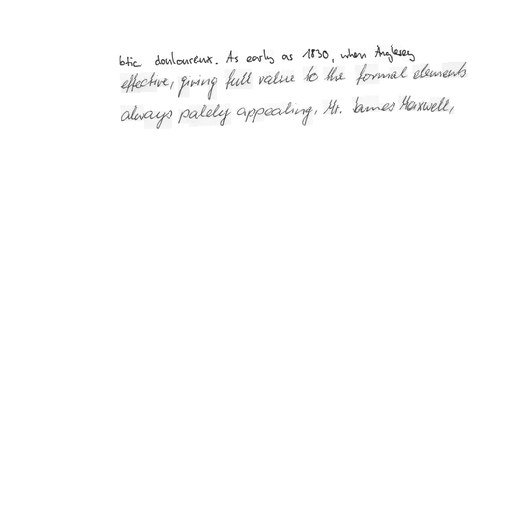 btic douloureux. As early as 1830, when Anglesey
effective, giving full value to the formal elements
always palely appealing, Mr. James Maxwell,